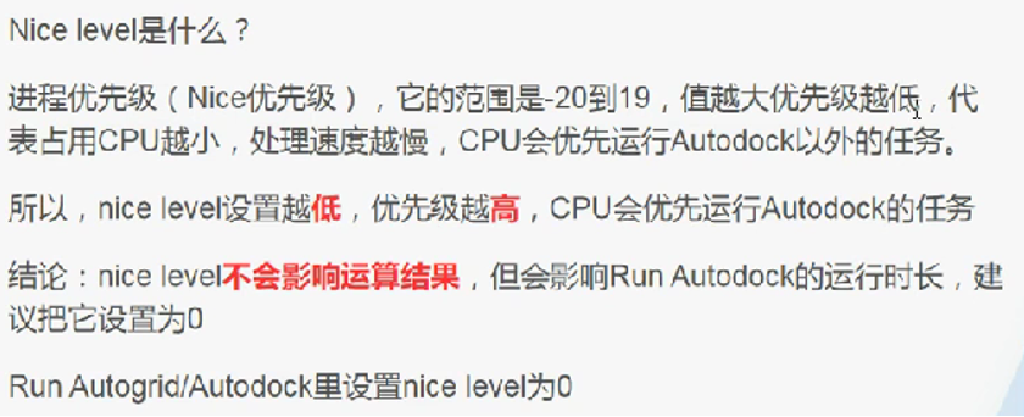 Nice level是什么？
进程优先级（Nice优先级），它的范围是-20到19，值越大优先级越低，代
表占用CPU越小，处理速度越慢，CPU会优先运行Autodock以外的任务。
所以，nice level设置越低，优先级越高，CPU会优先运行Autodock的任务
结论：nice level不会影响运算结果，但会影响Run Autodock的运行时长，建
议把它设置为0
Run Autogrid/Autodock里设置nice level为0